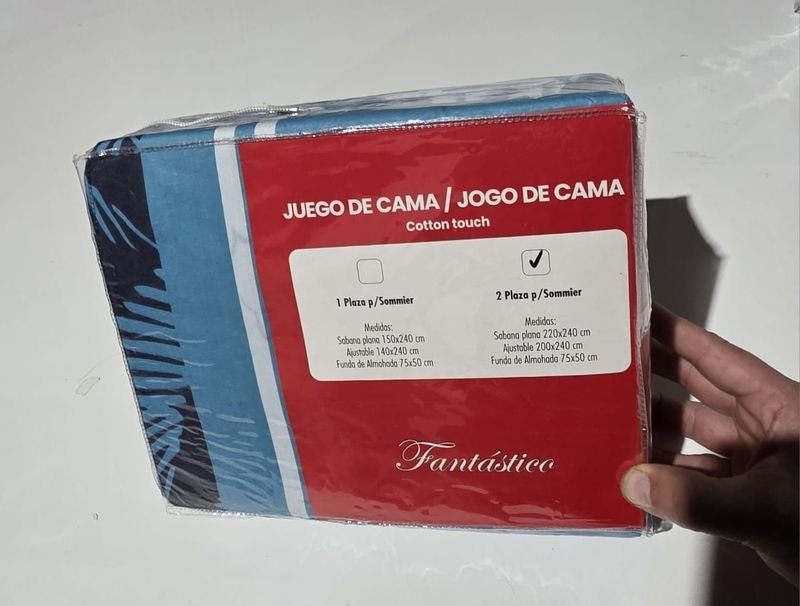 JUEGO DE CAMA / JOGO DE CAMA
Cotton touch
1 Plaza p/Sommier
Medidas:
Sabana plana 150x240 cm
Ajustable 140x240 cm
Funda de Almohada 75x50 cm
2 Plaza p/Sommier
Medidas:
Sabana plana 220x240 cm
Ajustable 200x240 cm
Funda de Almohada 75x50 cm
Fantástico